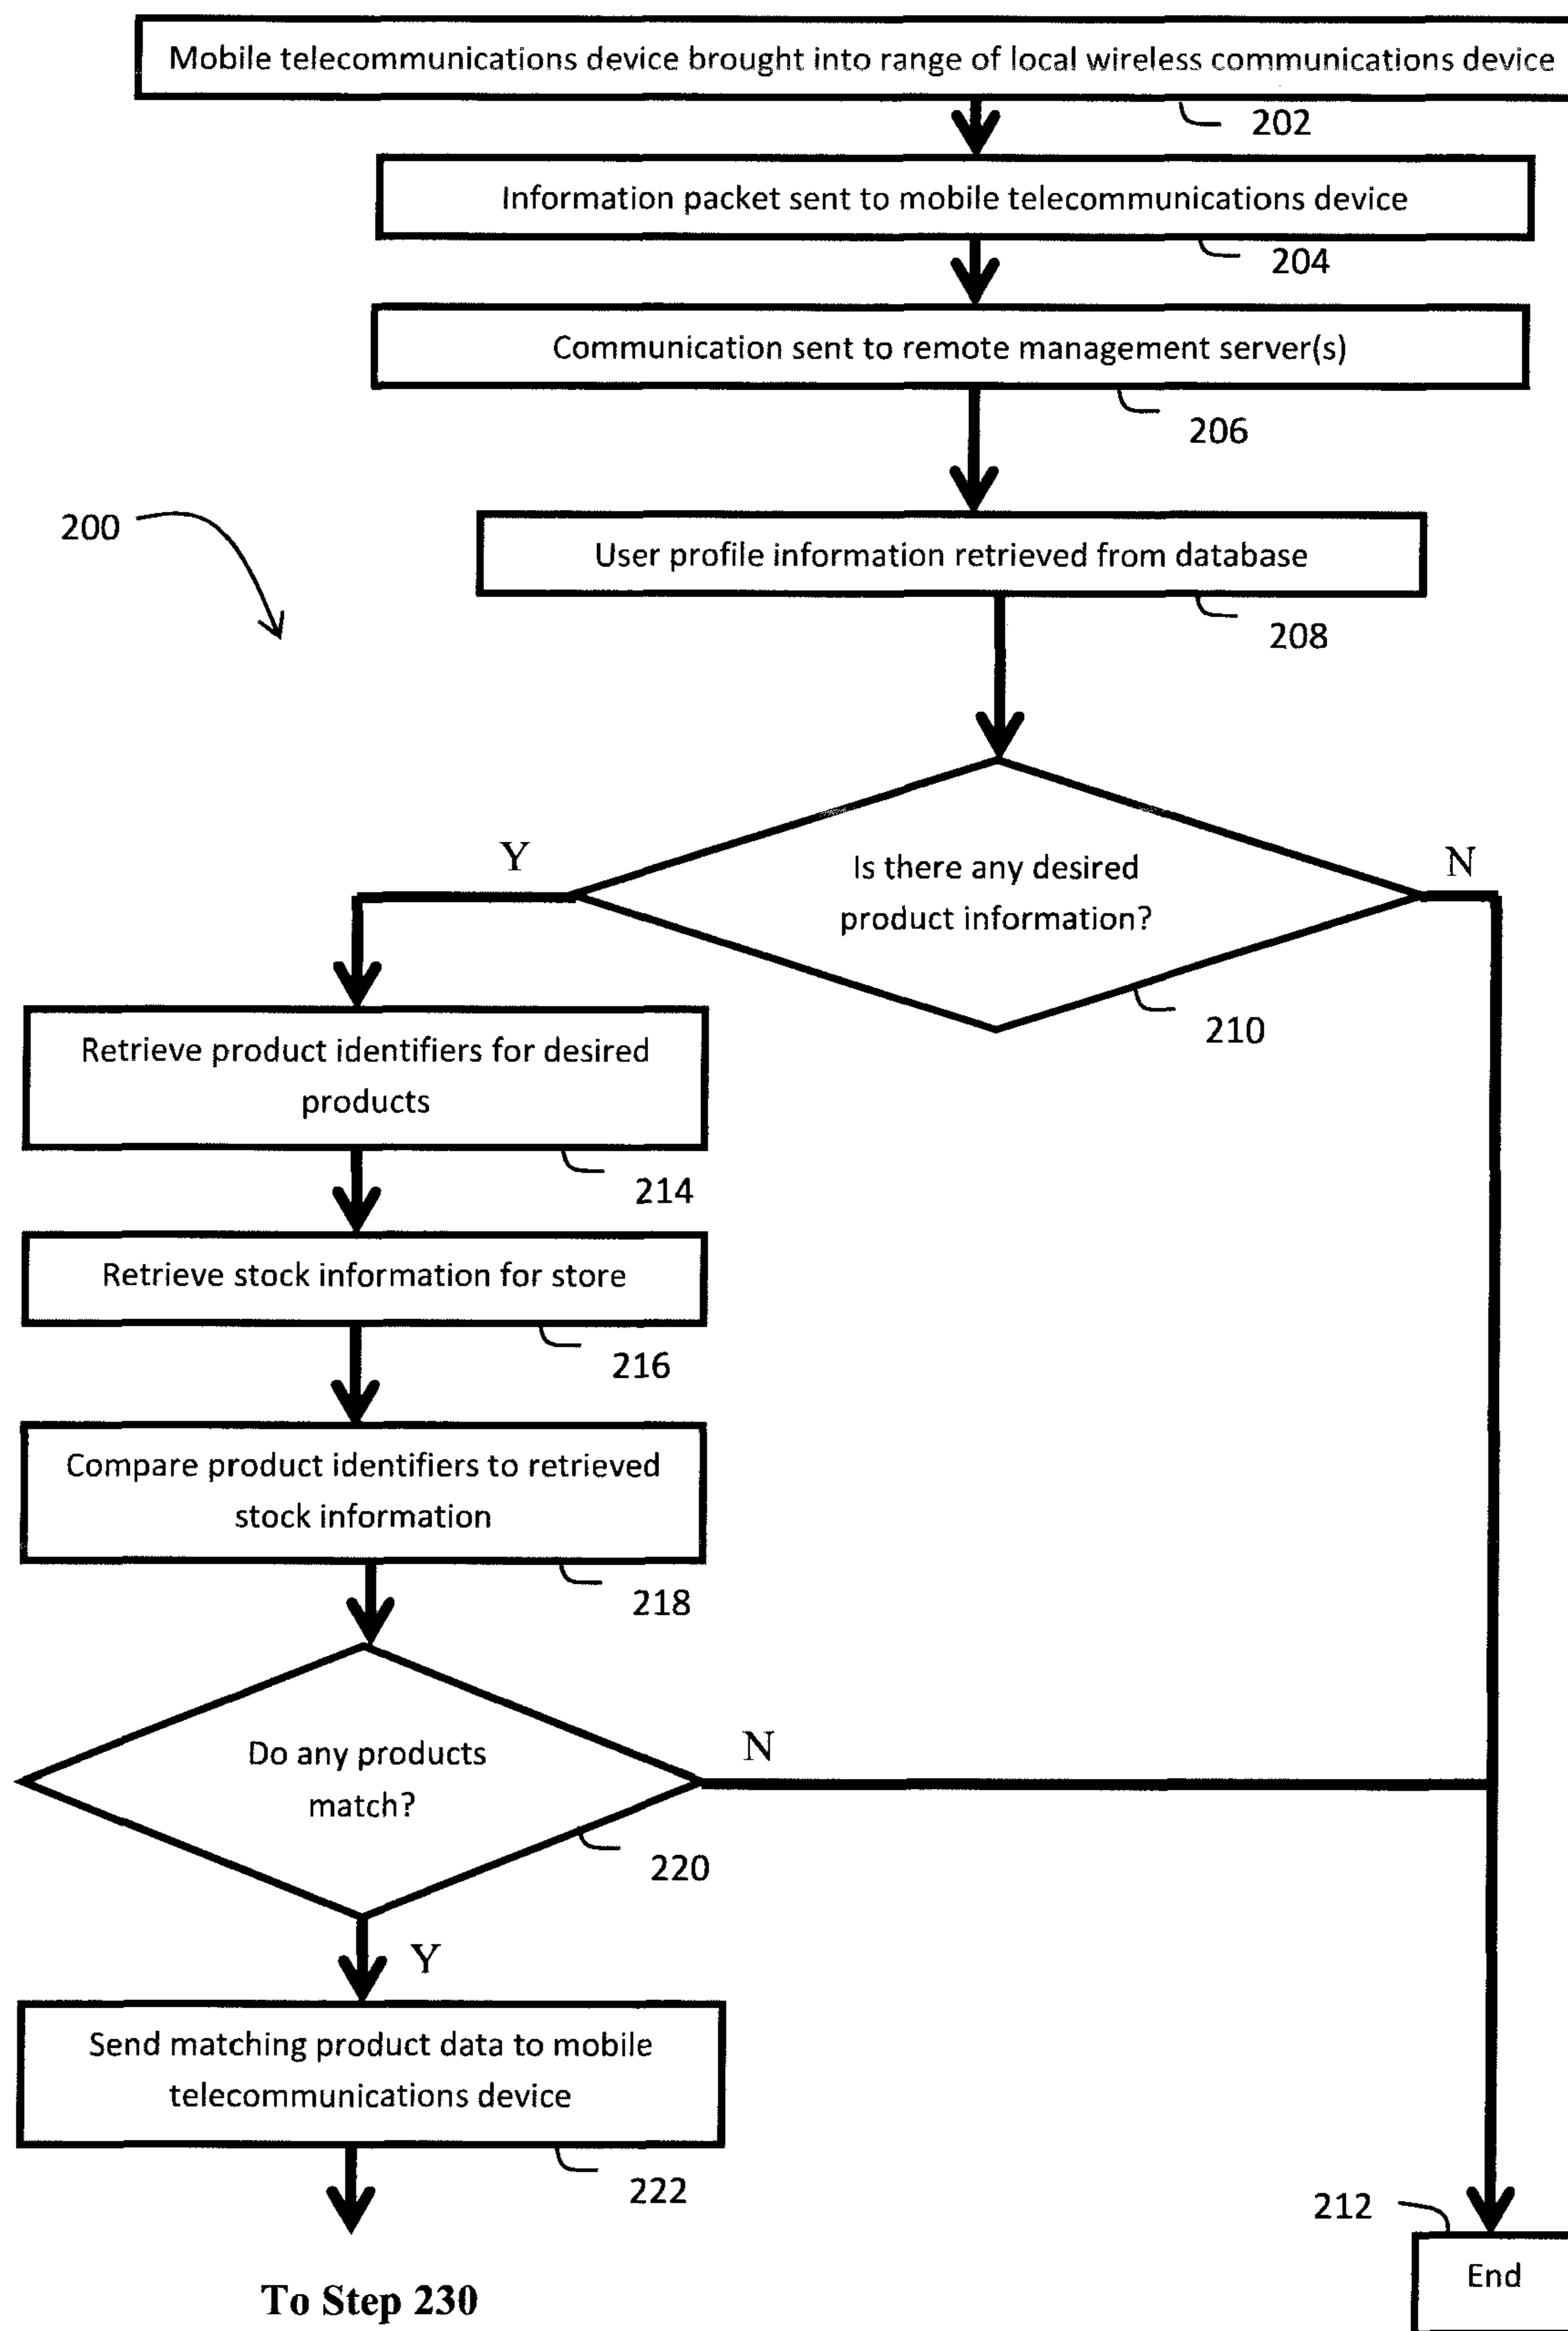 Mobile telecommunications device brought into range of local wireless communications device
202
Information packet sent to mobile telecommunications device
204
Communication sent to remote management server(s)
206
200
User profile information retrieved from database
208
Is there any desired
product information?
Y
N
210
Retrieve product identifiers for desired
products
214
Retrieve stock information for store
216
Compare product identifiers to retrieved
stock information
218
Do any products
match?
N
220
Y
Send matching product data to mobile
telecommunications device
222
212
End
To Step 230